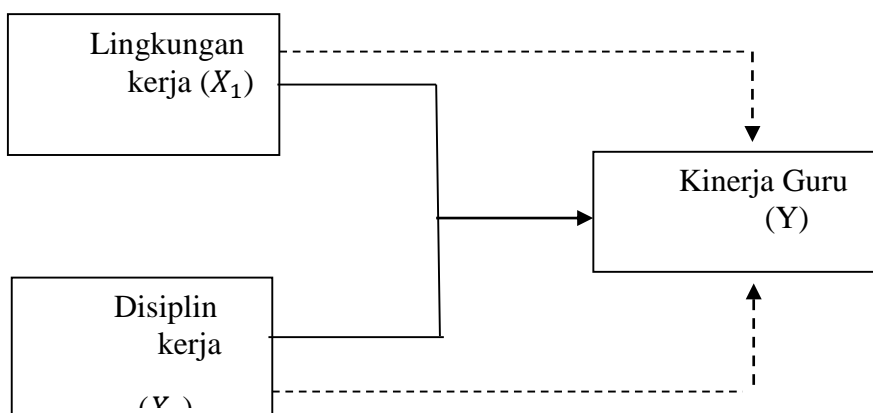 Lingkungan
kerja (𝑋₁)
Kinerja Guru
(Y)
Disiplin
kerja